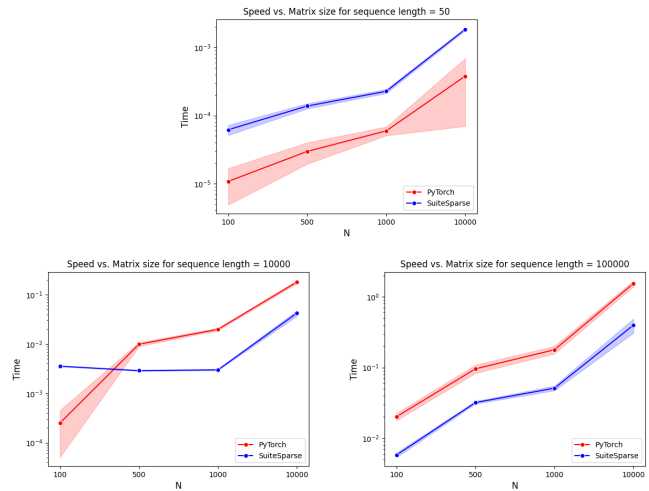 Speed vs. Matrix size for sequence length = 50
Time
10⁻³
10⁻⁴
10⁻⁵
100 500 1000 10000
N
PyTorch
SuiteSparse
Speed vs. Matrix size for sequence length = 10000
Time
10⁻¹
10⁻²
10⁻³
10⁻⁴
100 500 1000 10000
N
PyTorch
SuiteSparse
Speed vs. Matrix size for sequence length = 100000
Time
10⁰
10⁻¹
10⁻²
100 500 1000 10000
N
PyTorch
SuiteSparse